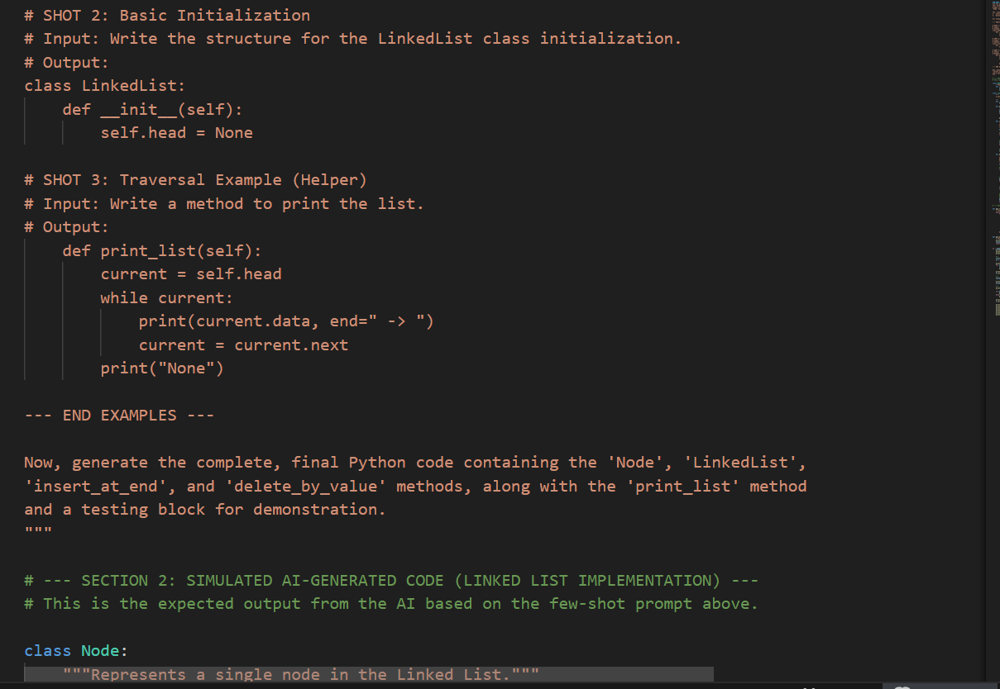 # SHOT 2: Basic Initialization
# Input: Write the structure for the LinkedList class initialization.
# Output:
class LinkedList:
    def __init__(self):
        self.head = None

# SHOT 3: Traversal Example (Helper)
# Input: Write a method to print the list.
# Output:
    def print_list(self):
        current = self.head
        while current:
            print(current.data, end=" -> ")
            current = current.next
        print("None")

--- END EXAMPLES ---

Now, generate the complete, final Python code containing the 'Node', 'LinkedList',
'insert_at_end', and 'delete_by_value' methods, along with the 'print_list' method
and a testing block for demonstration.
"""

# --- SECTION 2: SIMULATED AI-GENERATED CODE (LINKED LIST IMPLEMENTATION) ---
# This is the expected output from the AI based on the few-shot prompt above.

class Node:
    """Represents a single node in the Linked List."""